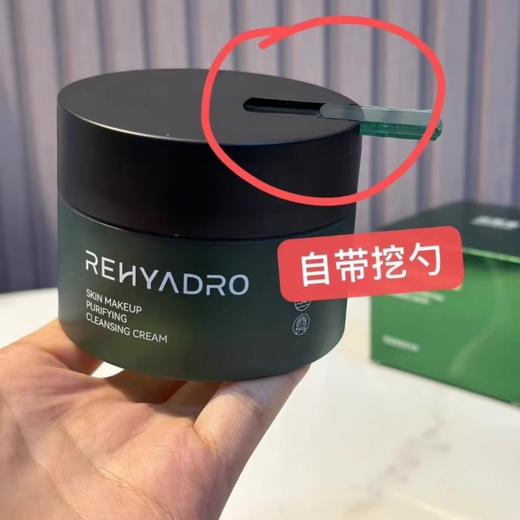 自带挖勺
REHYADRO
SKIN MAKEUP
PURIFYING
CLEANSING CREAM